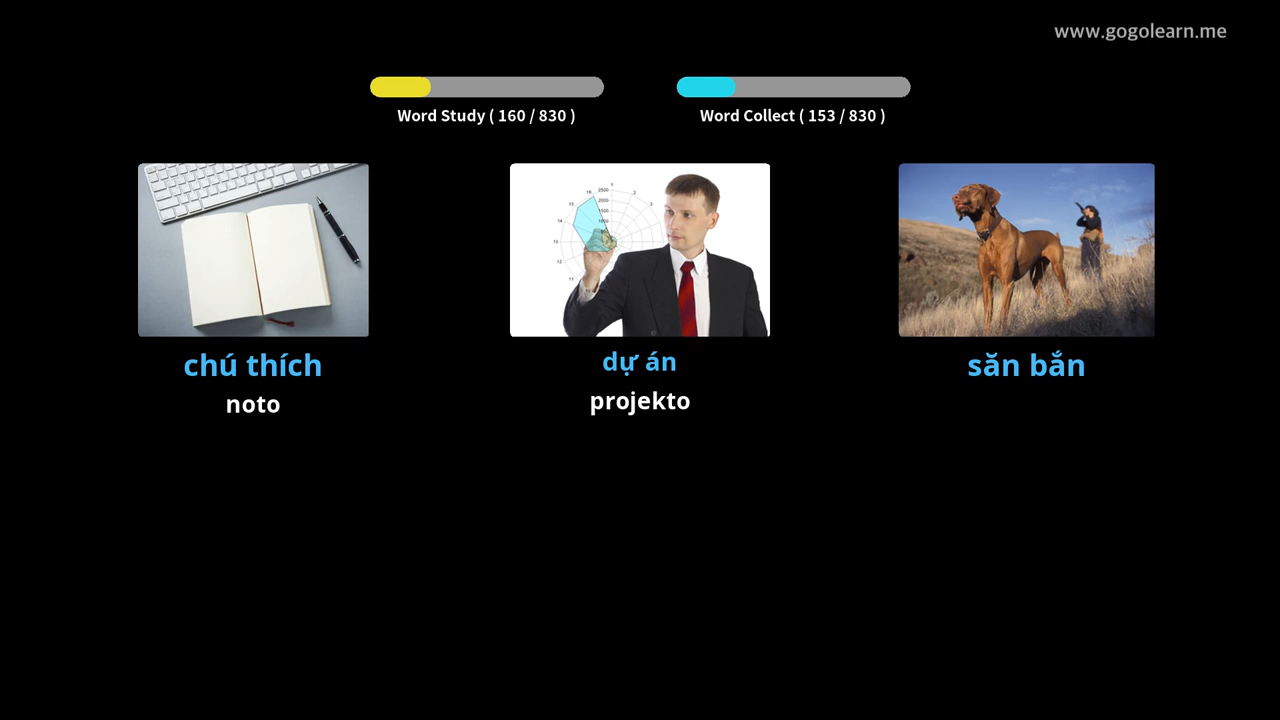 www.gogolearn.me
Word Study ( 160 / 830 )
Word Collect ( 153 / 830 )
chú thích
noto
dự án
projekto
săn bắn